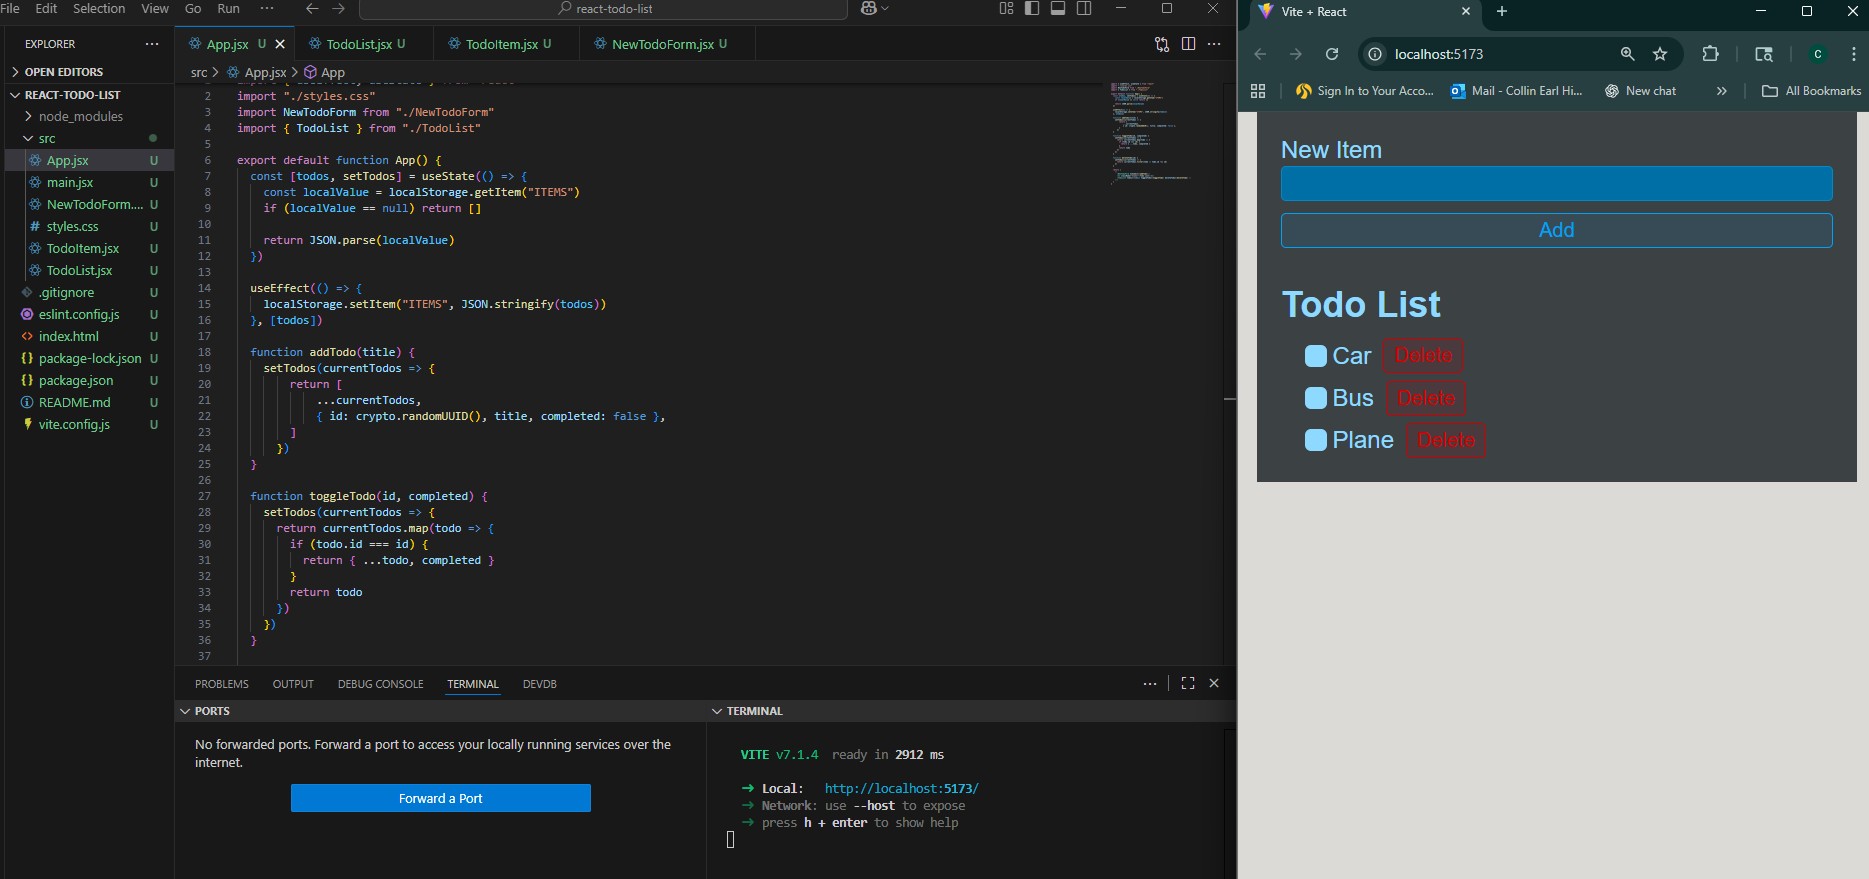 File Edit Selection View Go Run ··· ← → react-todo-list
EXPLORER ···
OPEN EDITORS
REACT-TODO-LIST
node_modules
src
App.jsx U
main.jsx U
NewTodoForm.... U
# styles.css U
TodoItem.jsx U
TodoList.jsx U
.gitignore U
eslint.config.js U
<> index.html U
{} package-lock.json U
{} package.json U
README.md U
vite.config.js U
App.jsx U TodoList.jsx U TodoItem.jsx U NewTodoForm.jsx U
src > App.jsx > App
2 import "./styles.css"
3 import NewTodoForm from "./NewTodoForm"
4 import { TodoList } from "./TodoList"
5
6 export default function App() {
7 const [todos, setTodos] = useState(() => {
8 const localValue = localStorage.getItem("ITEMS")
9 if (localValue == null) return []
10
11 return JSON.parse(localValue)
12 })
13
14 useEffect(() => {
15 localStorage.setItem("ITEMS", JSON.stringify(todos))
16 }, [todos])
17
18 function addTodo(title) {
19 setTodos(currentTodos => {
20 return [
21 ...currentTodos,
22 { id: crypto.randomUUID(), title, completed: false },
23 ]
24 })
25 }
26
27 function toggleTodo(id, completed) {
28 setTodos(currentTodos => {
29 return currentTodos.map(todo => {
30 if (todo.id === id) {
31 return { ...todo, completed }
32 }
33 return todo
34 })
35 })
36 }
37
PROBLEMS OUTPUT DEBUG CONSOLE TERMINAL DEVDB
PORTS
No forwarded ports. Forward a port to access your locally running services over the
internet.
Forward a Port
TERMINAL
VITE v7.1.4 ready in 2912 ms
➜ Local: http://localhost:5173/
➜ Network: use --host to expose
➜ press h + enter to show help
Vite + React
localhost:5173
C
Sign In to Your Acco... Mail - Collin Earl Hi... New chat » All Bookmarks
New Item
Add
Todo List
Car Delete
Bus Delete
Plane Delete